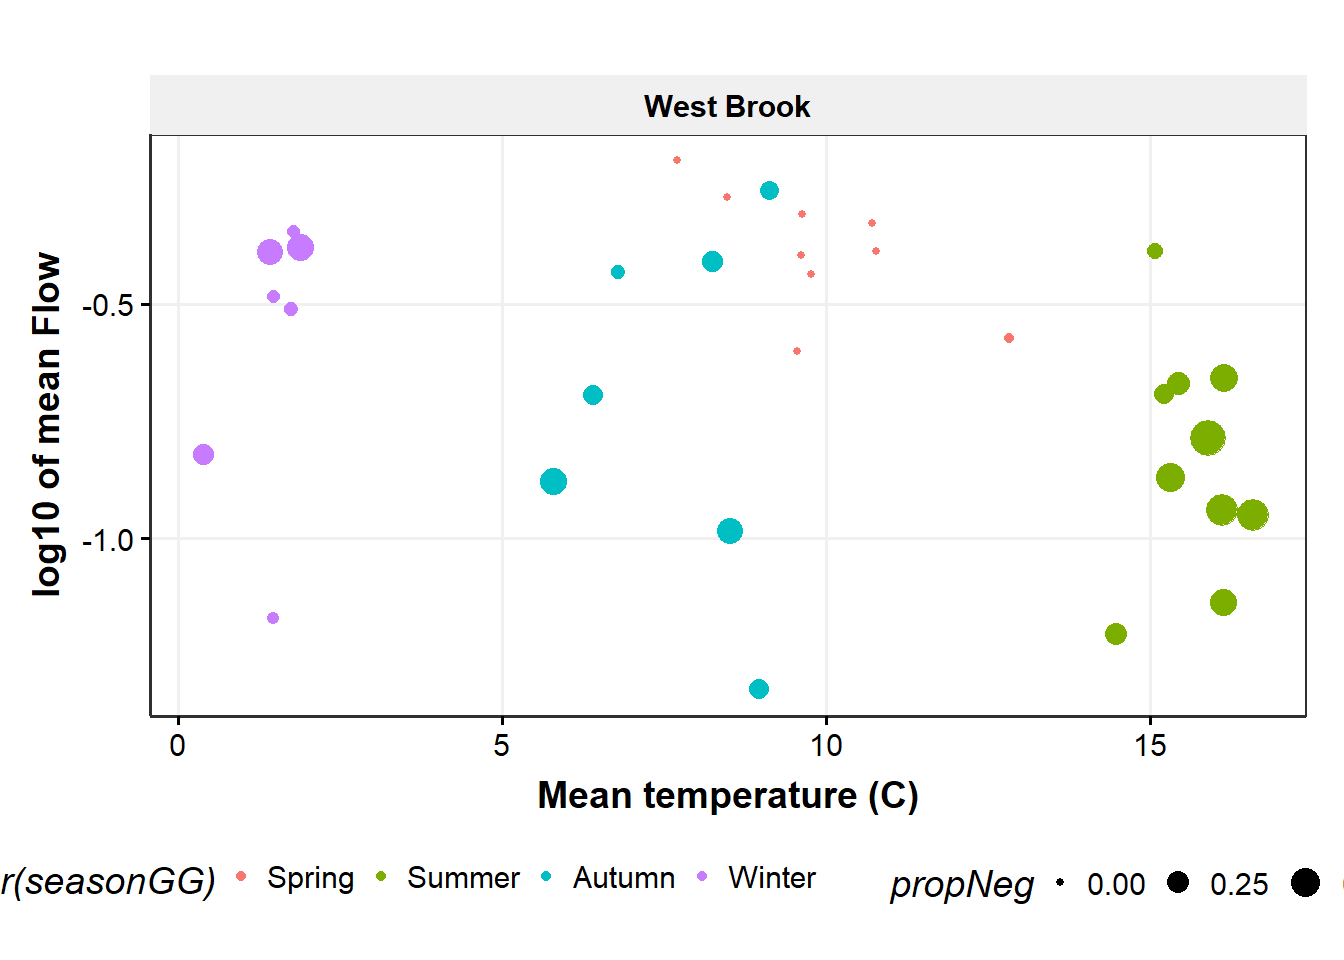 West Brook
log10 of mean Flow
-0.5
-1.0
0 5 10 15
Mean temperature (C)
r(seasonGG) Spring Summer Autumn Winter propNeg 0.00 0.25